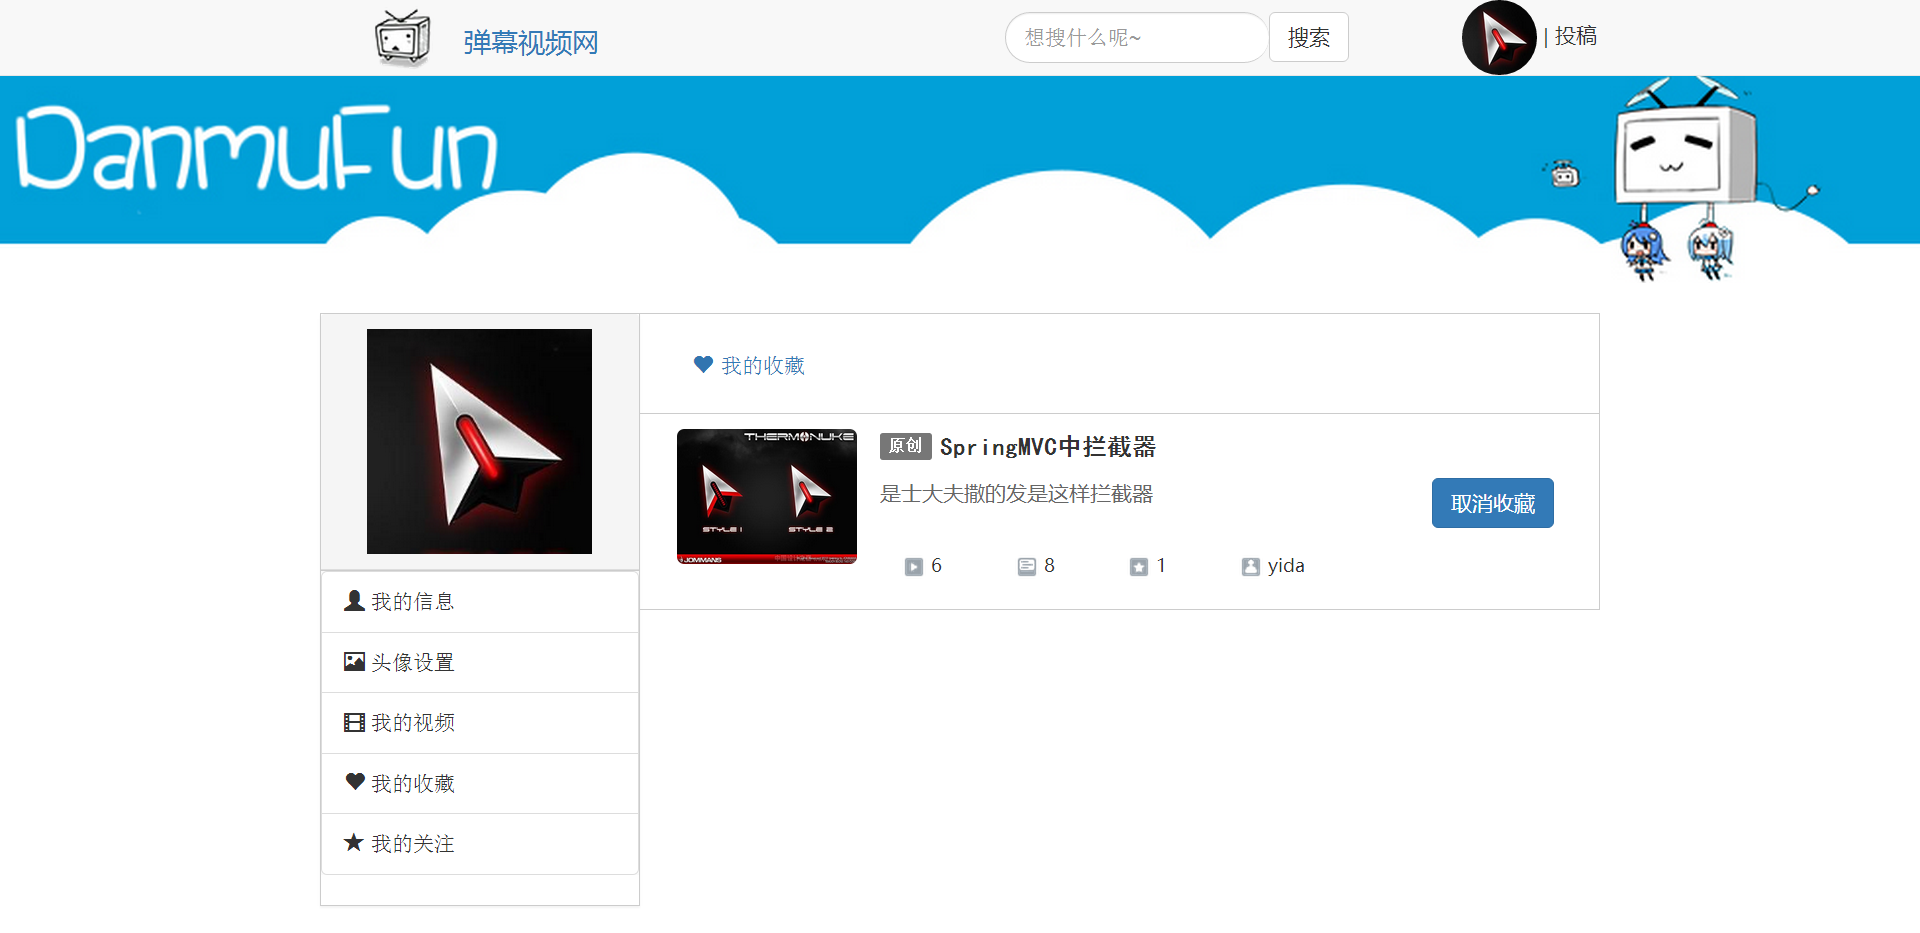 弹幕视频网
想搜什么呢~
搜索
| 投稿
DanmuFun
我的收藏
THERMONUKE
STYLE 1 STYLE 2
JOMMANS
原创 SpringMVC中拦截器
是士大夫撒的发是这样拦截器
取消收藏
6 8 1 yida
我的信息
头像设置
我的视频
我的收藏
我的关注